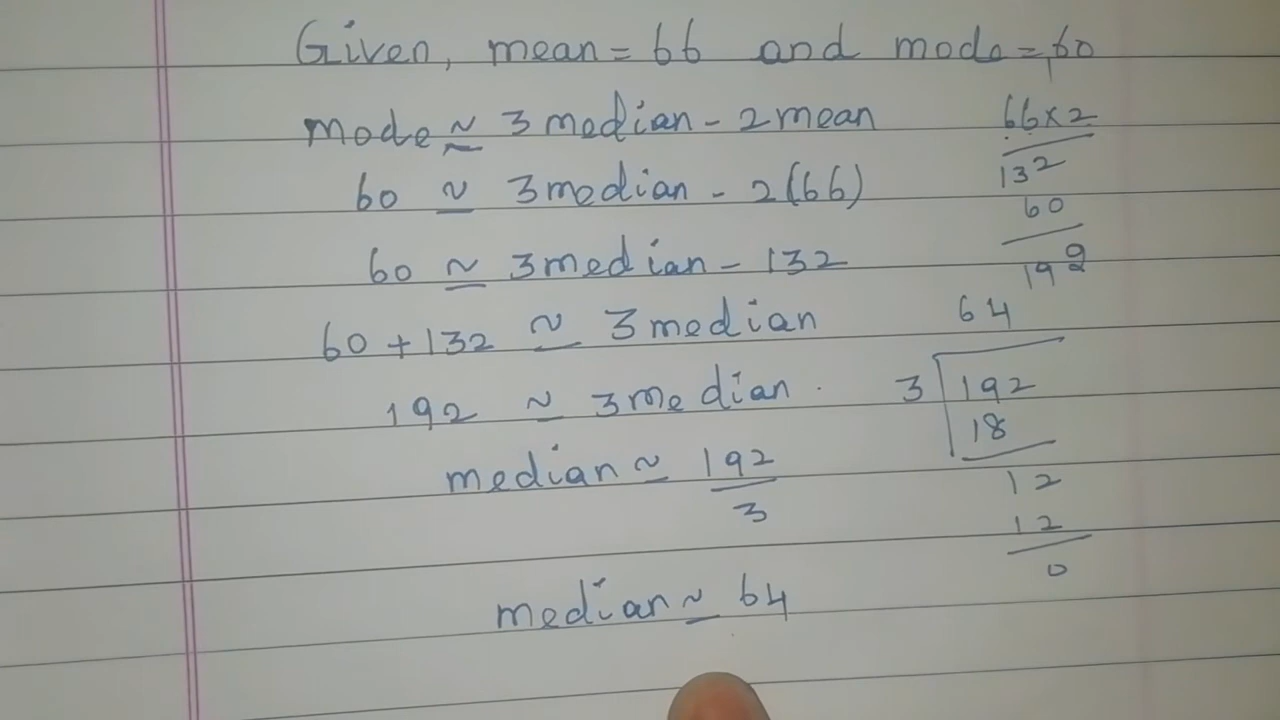 Given, mean = 66 and mode = 60
mode ≃ 3 median - 2 mean
60 ≃ 3 median - 2(66)
60 ≃ 3 median - 132
60 + 132 ≃ 3 median
192 ≃ 3 median.
median ≃ 192
3
median ≃ 64
66 x 2
132
60
192
64
3 192
18
12
12
0